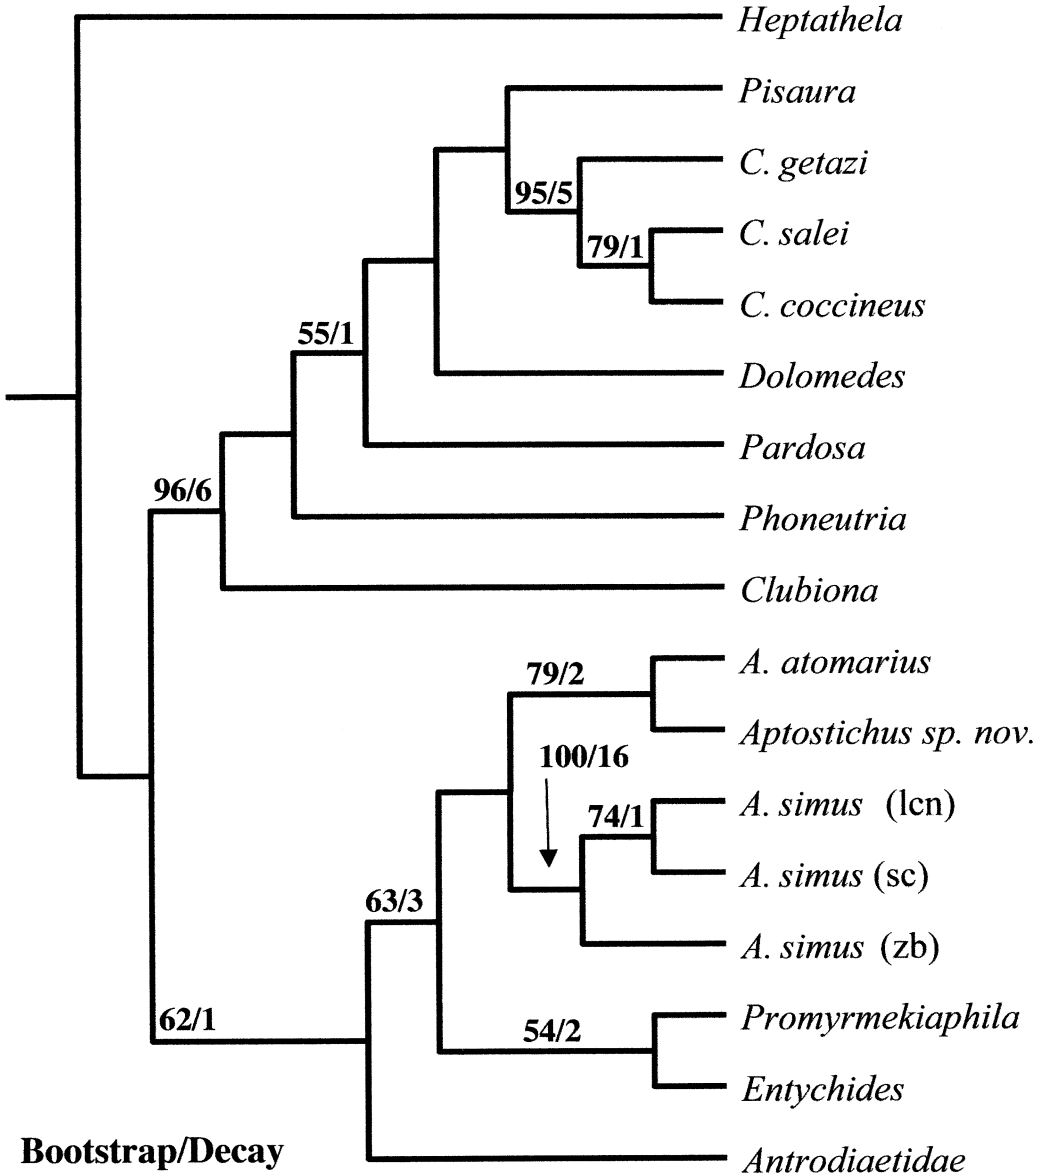 Heptathela
Pisaura
C. getazi
95/5
C. salei
79/1
C. coccineus
55/1
Dolomedes
Pardosa
96/6
Phoneutria
Clubiona
A. atomarius
79/2
Aptostichus sp. nov.
100/16
A. simus (lcn)
74/1
A. simus (sc)
63/3
A. simus (zb)
62/1
Promyrmekiaphila
54/2
Entychides
Bootstrap/Decay
Antrodiaetidae